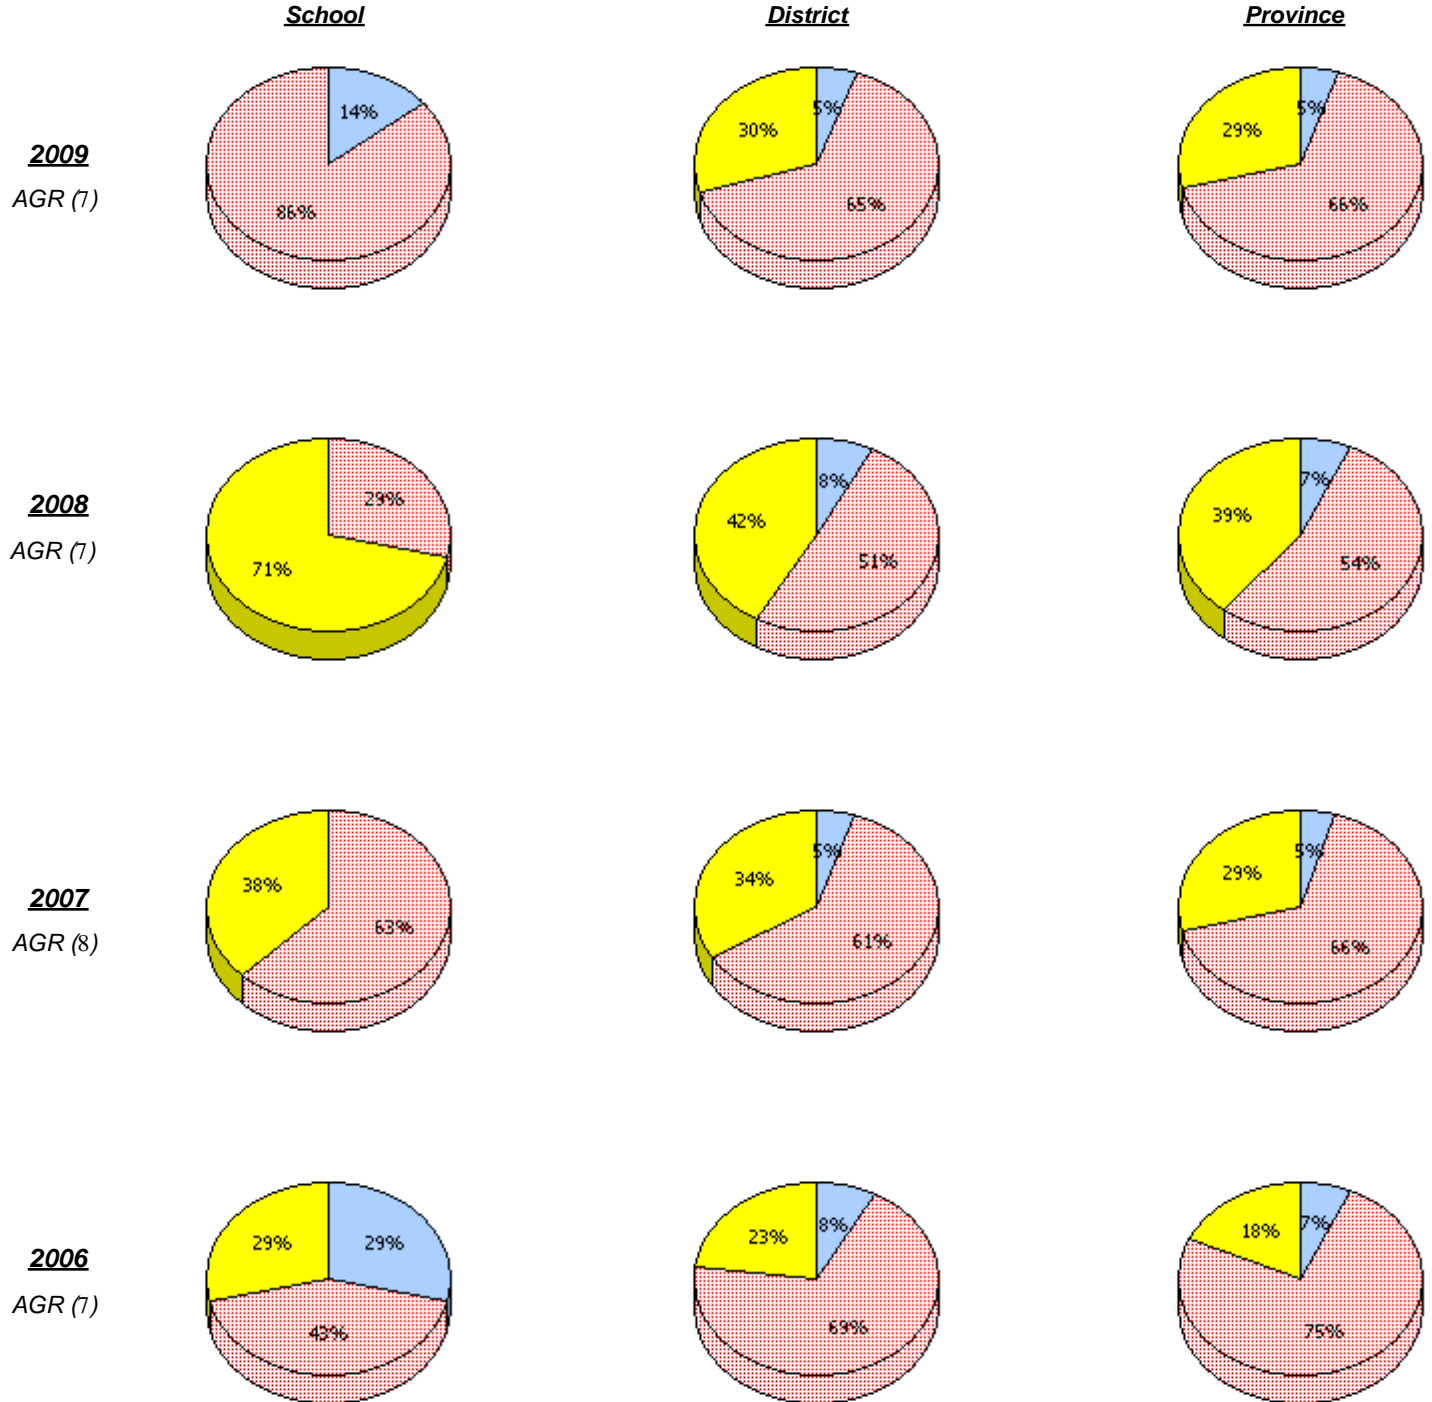 School District Province
14% 86% 30% 5% 65% 29% 5% 66%
2009
AGR (7)
29% 71% 42% 8% 51% 39% 7% 54%
2008
AGR (7)
38% 63% 34% 5% 61% 29% 5% 66%
2007
AGR (8)
29% 29% 43% 23% 8% 69% 18% 7% 75%
2006
AGR (7)